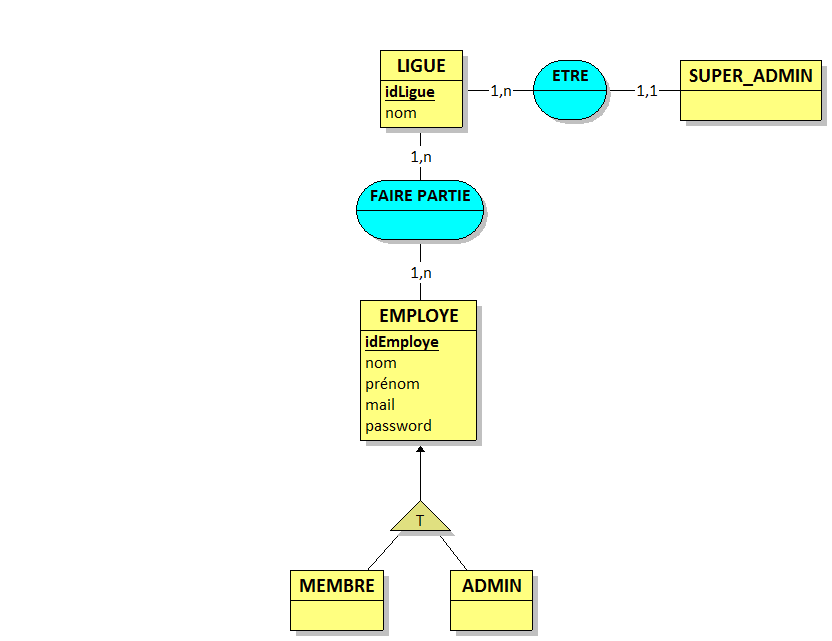 LIGUE
idLigue
nom
1,n
ETRE
1,1
SUPER_ADMIN
1,n
FAIRE PARTIE
1,n
EMPLOYE
idEmploye
nom
prénom
mail
password
T
MEMBRE
ADMIN